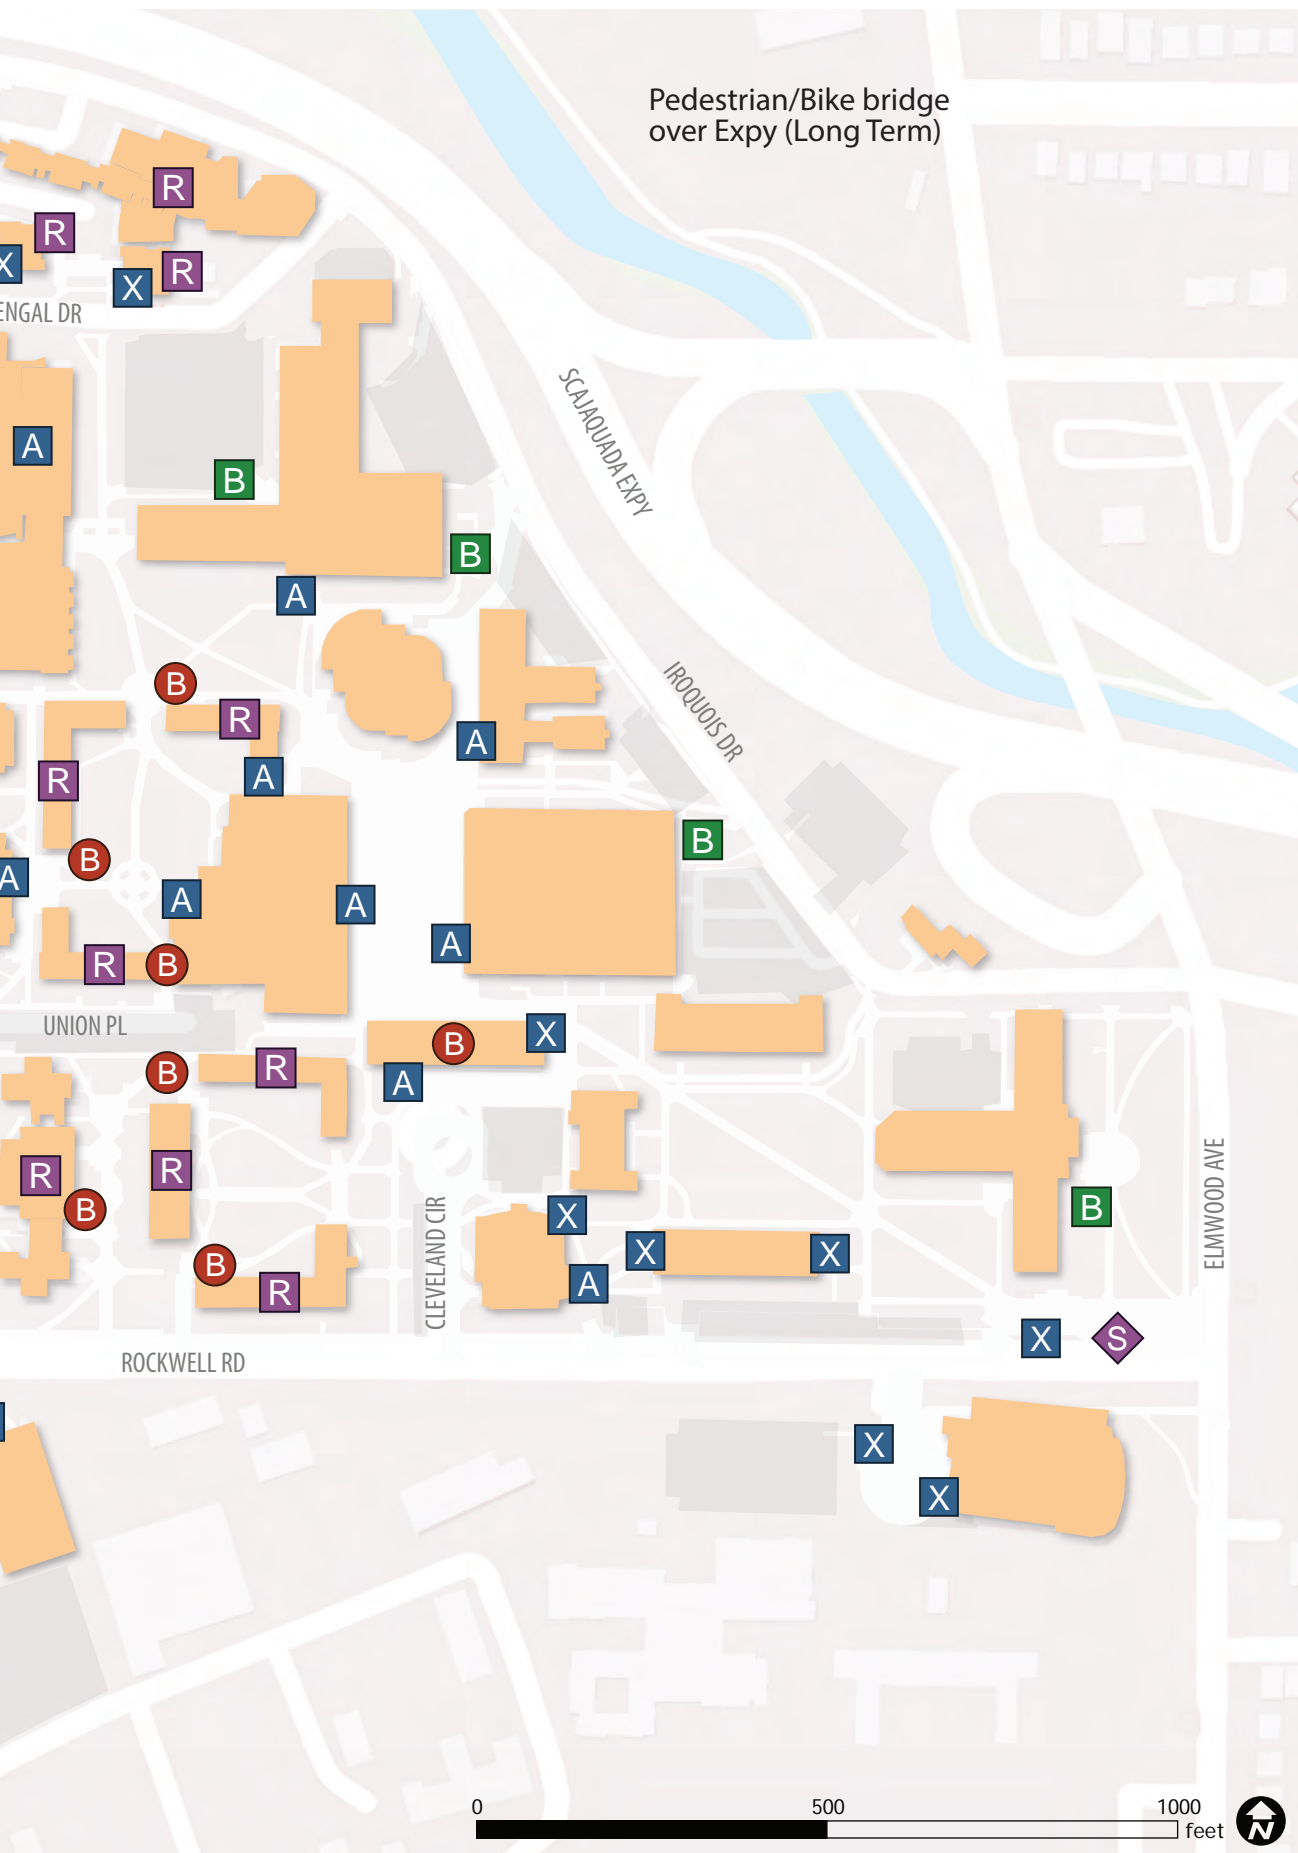 Pedestrian/Bike bridge
over Expy (Long Term)
R
R
X
R
X
ENGAL DR
SCAJAQUADA EXPY
A
B
B
A
IROQUOIS DR
B
R
A
R
A
B
B
A
A
A
A
R
B
UNION PL
X
B
B
R
A
ELMWOOD AVE
R
R
B
B
X
CLEVELAND CIR
B
X
X
A
R
X
S
ROCKWELL RD
X
X
0 500 1000
feet
N